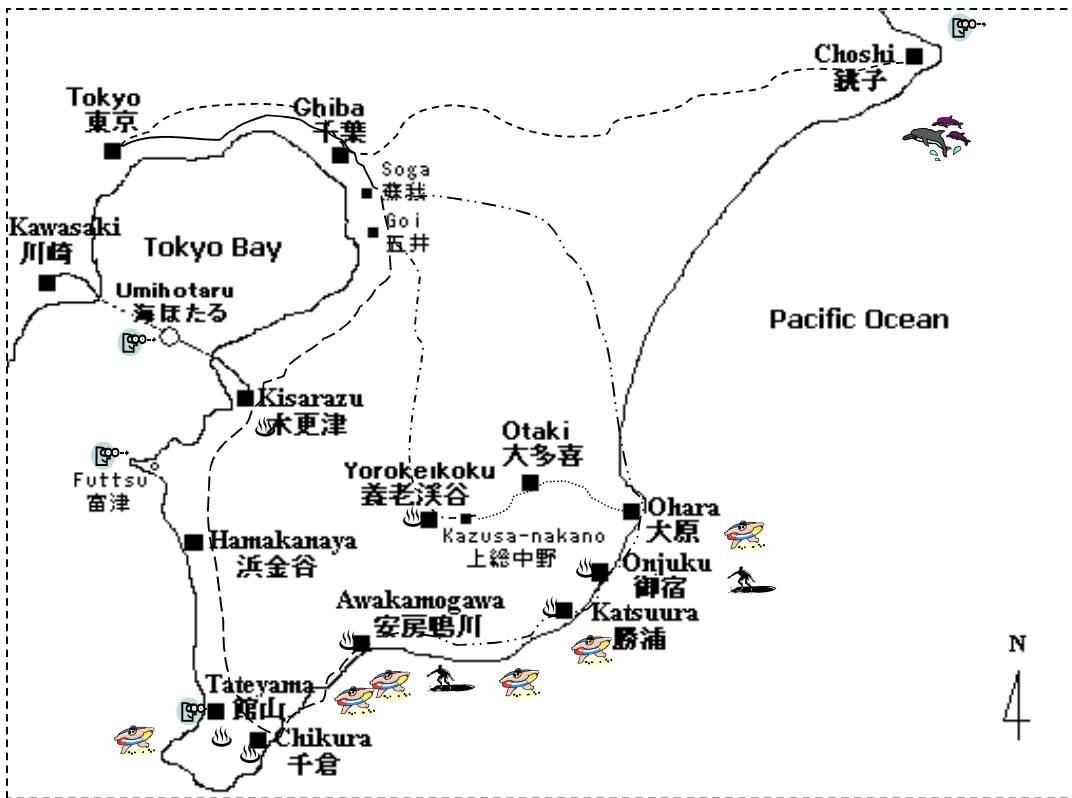 Choshi
銚子
Tokyo
東京
Chiba
千葉
Soga
蘇我
Goi
五井
Kawasaki
川崎
Tokyo Bay
Umihotaru
海ほたる
Pacific Ocean
Kisarazu
木更津
Otaki
大多喜
Yorokeikoku
養老渓谷
Futtsu
富津
Ohara
大原
Kazusa-nakano
上総中野
Hamakanaya
浜金谷
Onjuku
御宿
Awakamogawa
安房鴨川
Katsuura
勝浦
N
Tateyama
館山
Chikura
千倉